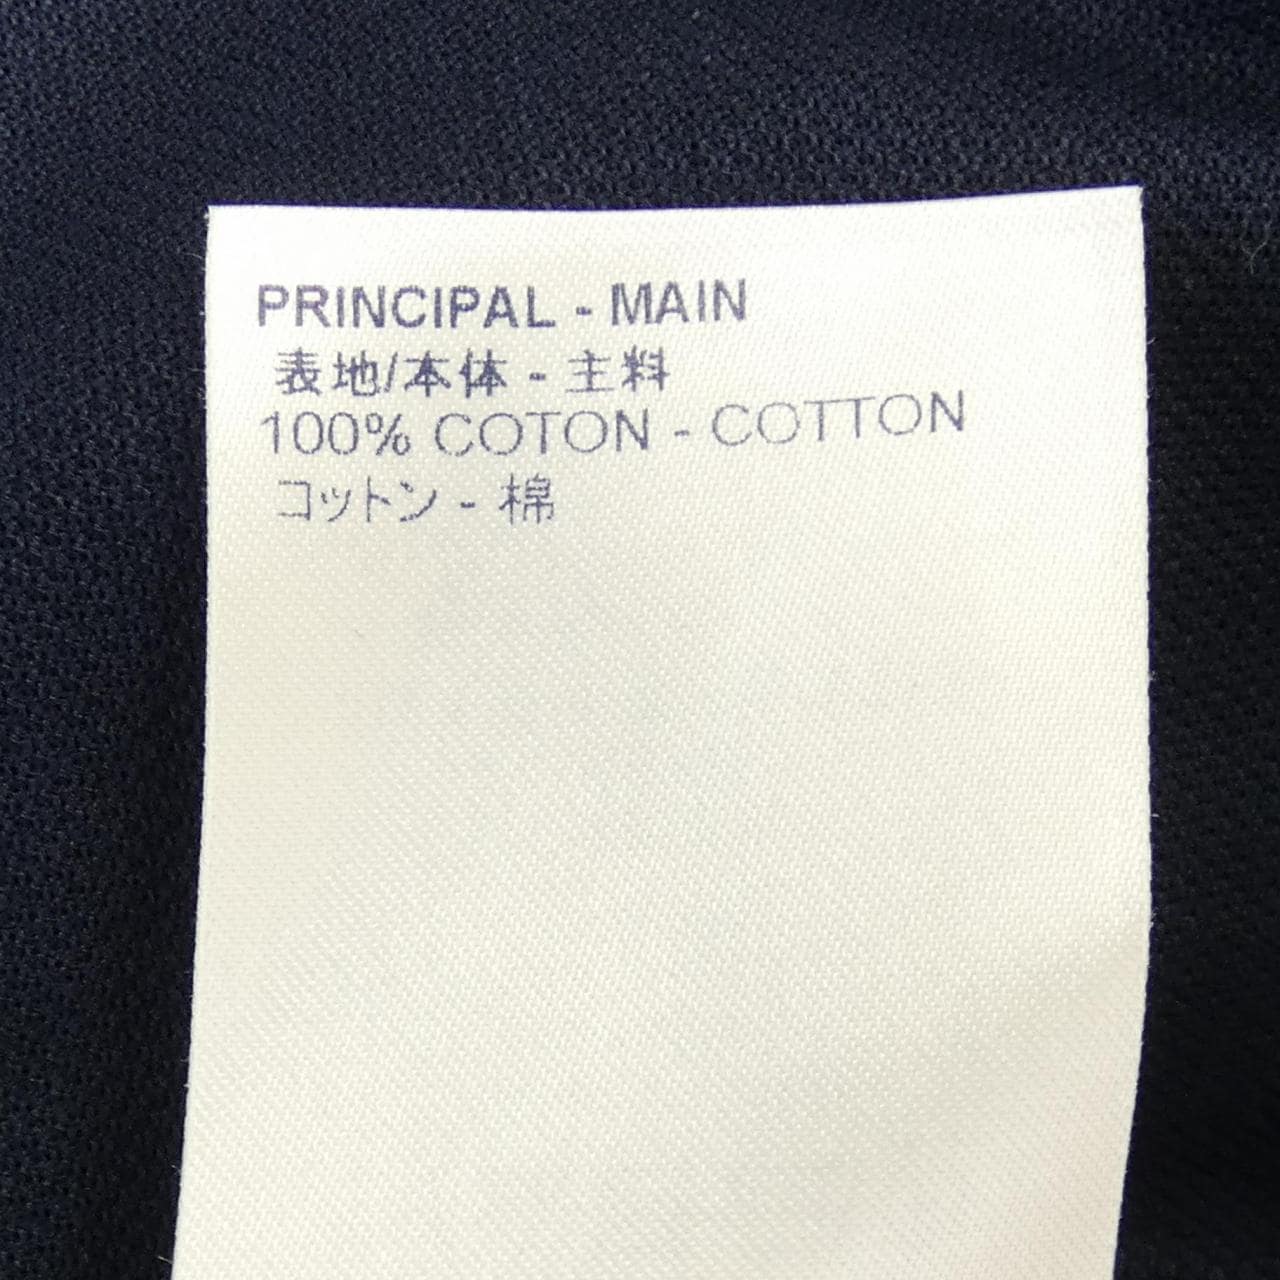 PRINCIPAL - MAIN
表地/本体 - 主料
100% COTON - COTTON
コットン - 棉